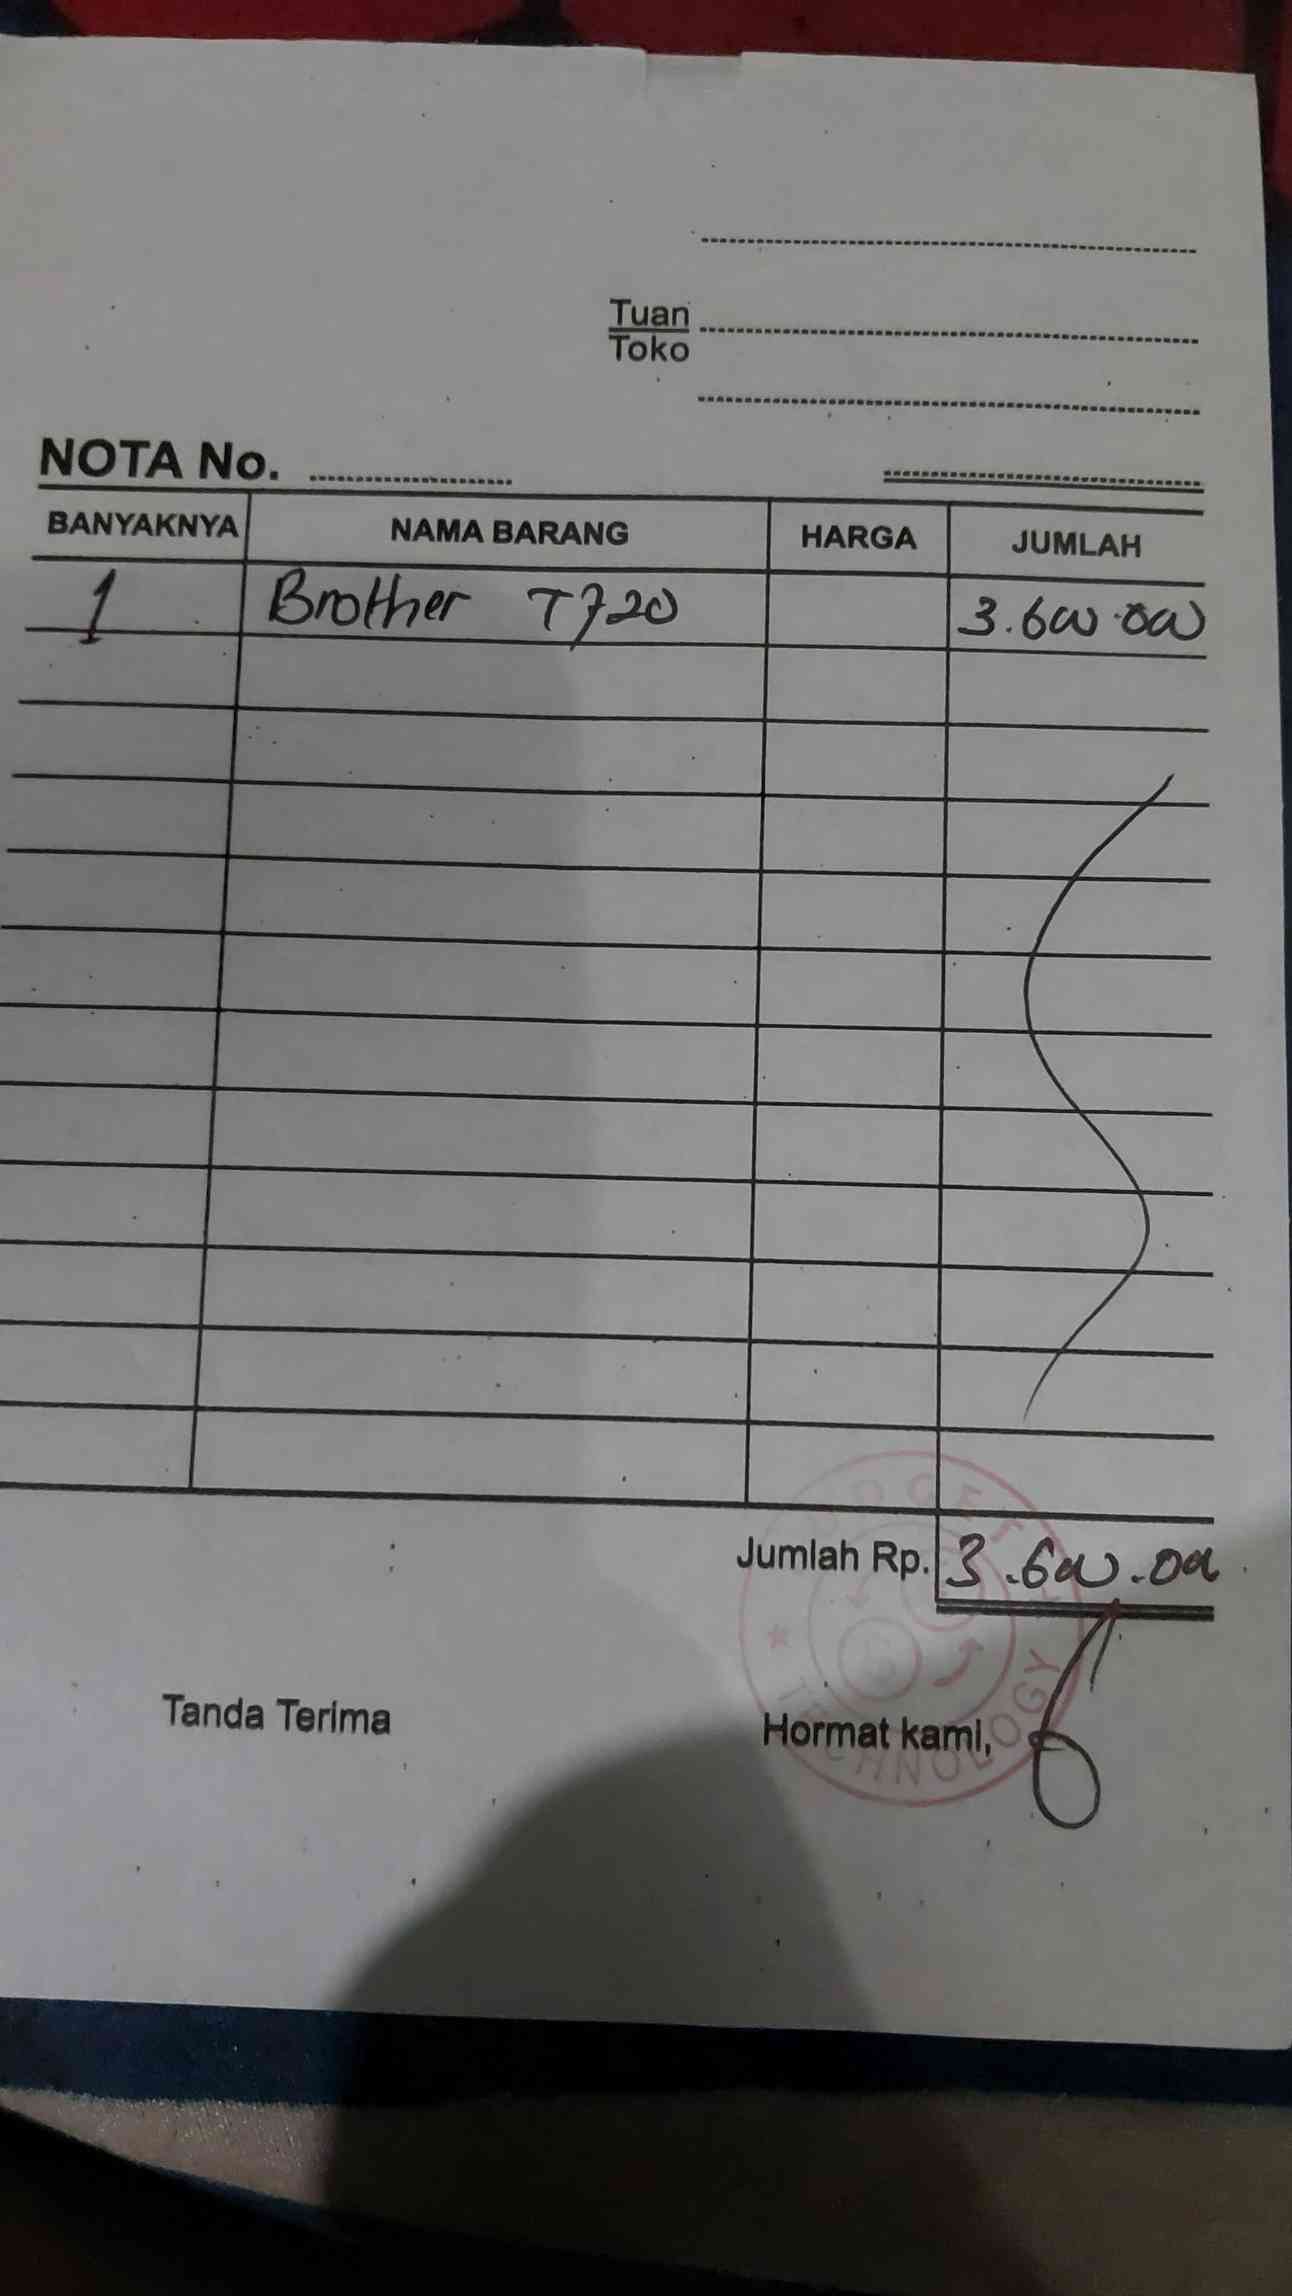 Tuan
Toko
NOTA No.
BANYAKNYA NAMA BARANG HARGA JUMLAH
1 Brother T720 3.600.000
Jumlah Rp. 3.600.000
Tanda Terima Hormat kami,
TECHNOLOGY